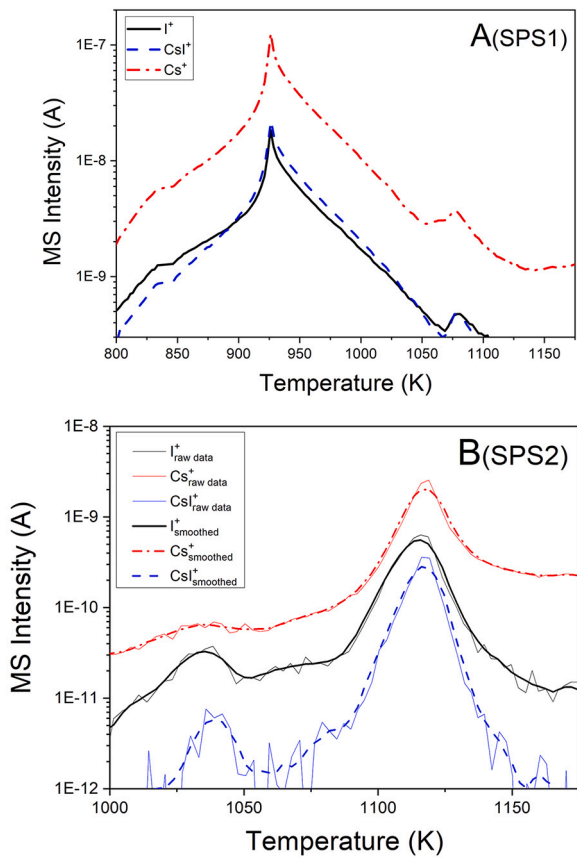 A(SPS1)
I⁺
CsI⁺
Cs⁺
1E-7
1E-8
1E-9
MS Intensity (A)
800 850 900 950 1000 1050 1100 1150
Temperature (K)
B(SPS2)
I⁺raw data
Cs⁺raw data
CsI⁺raw data
I⁺smoothed
Cs⁺smoothed
CsI⁺smoothed
1E-8
1E-9
1E-10
1E-11
1E-12
MS Intensity (A)
1000 1050 1100 1150
Temperature (K)